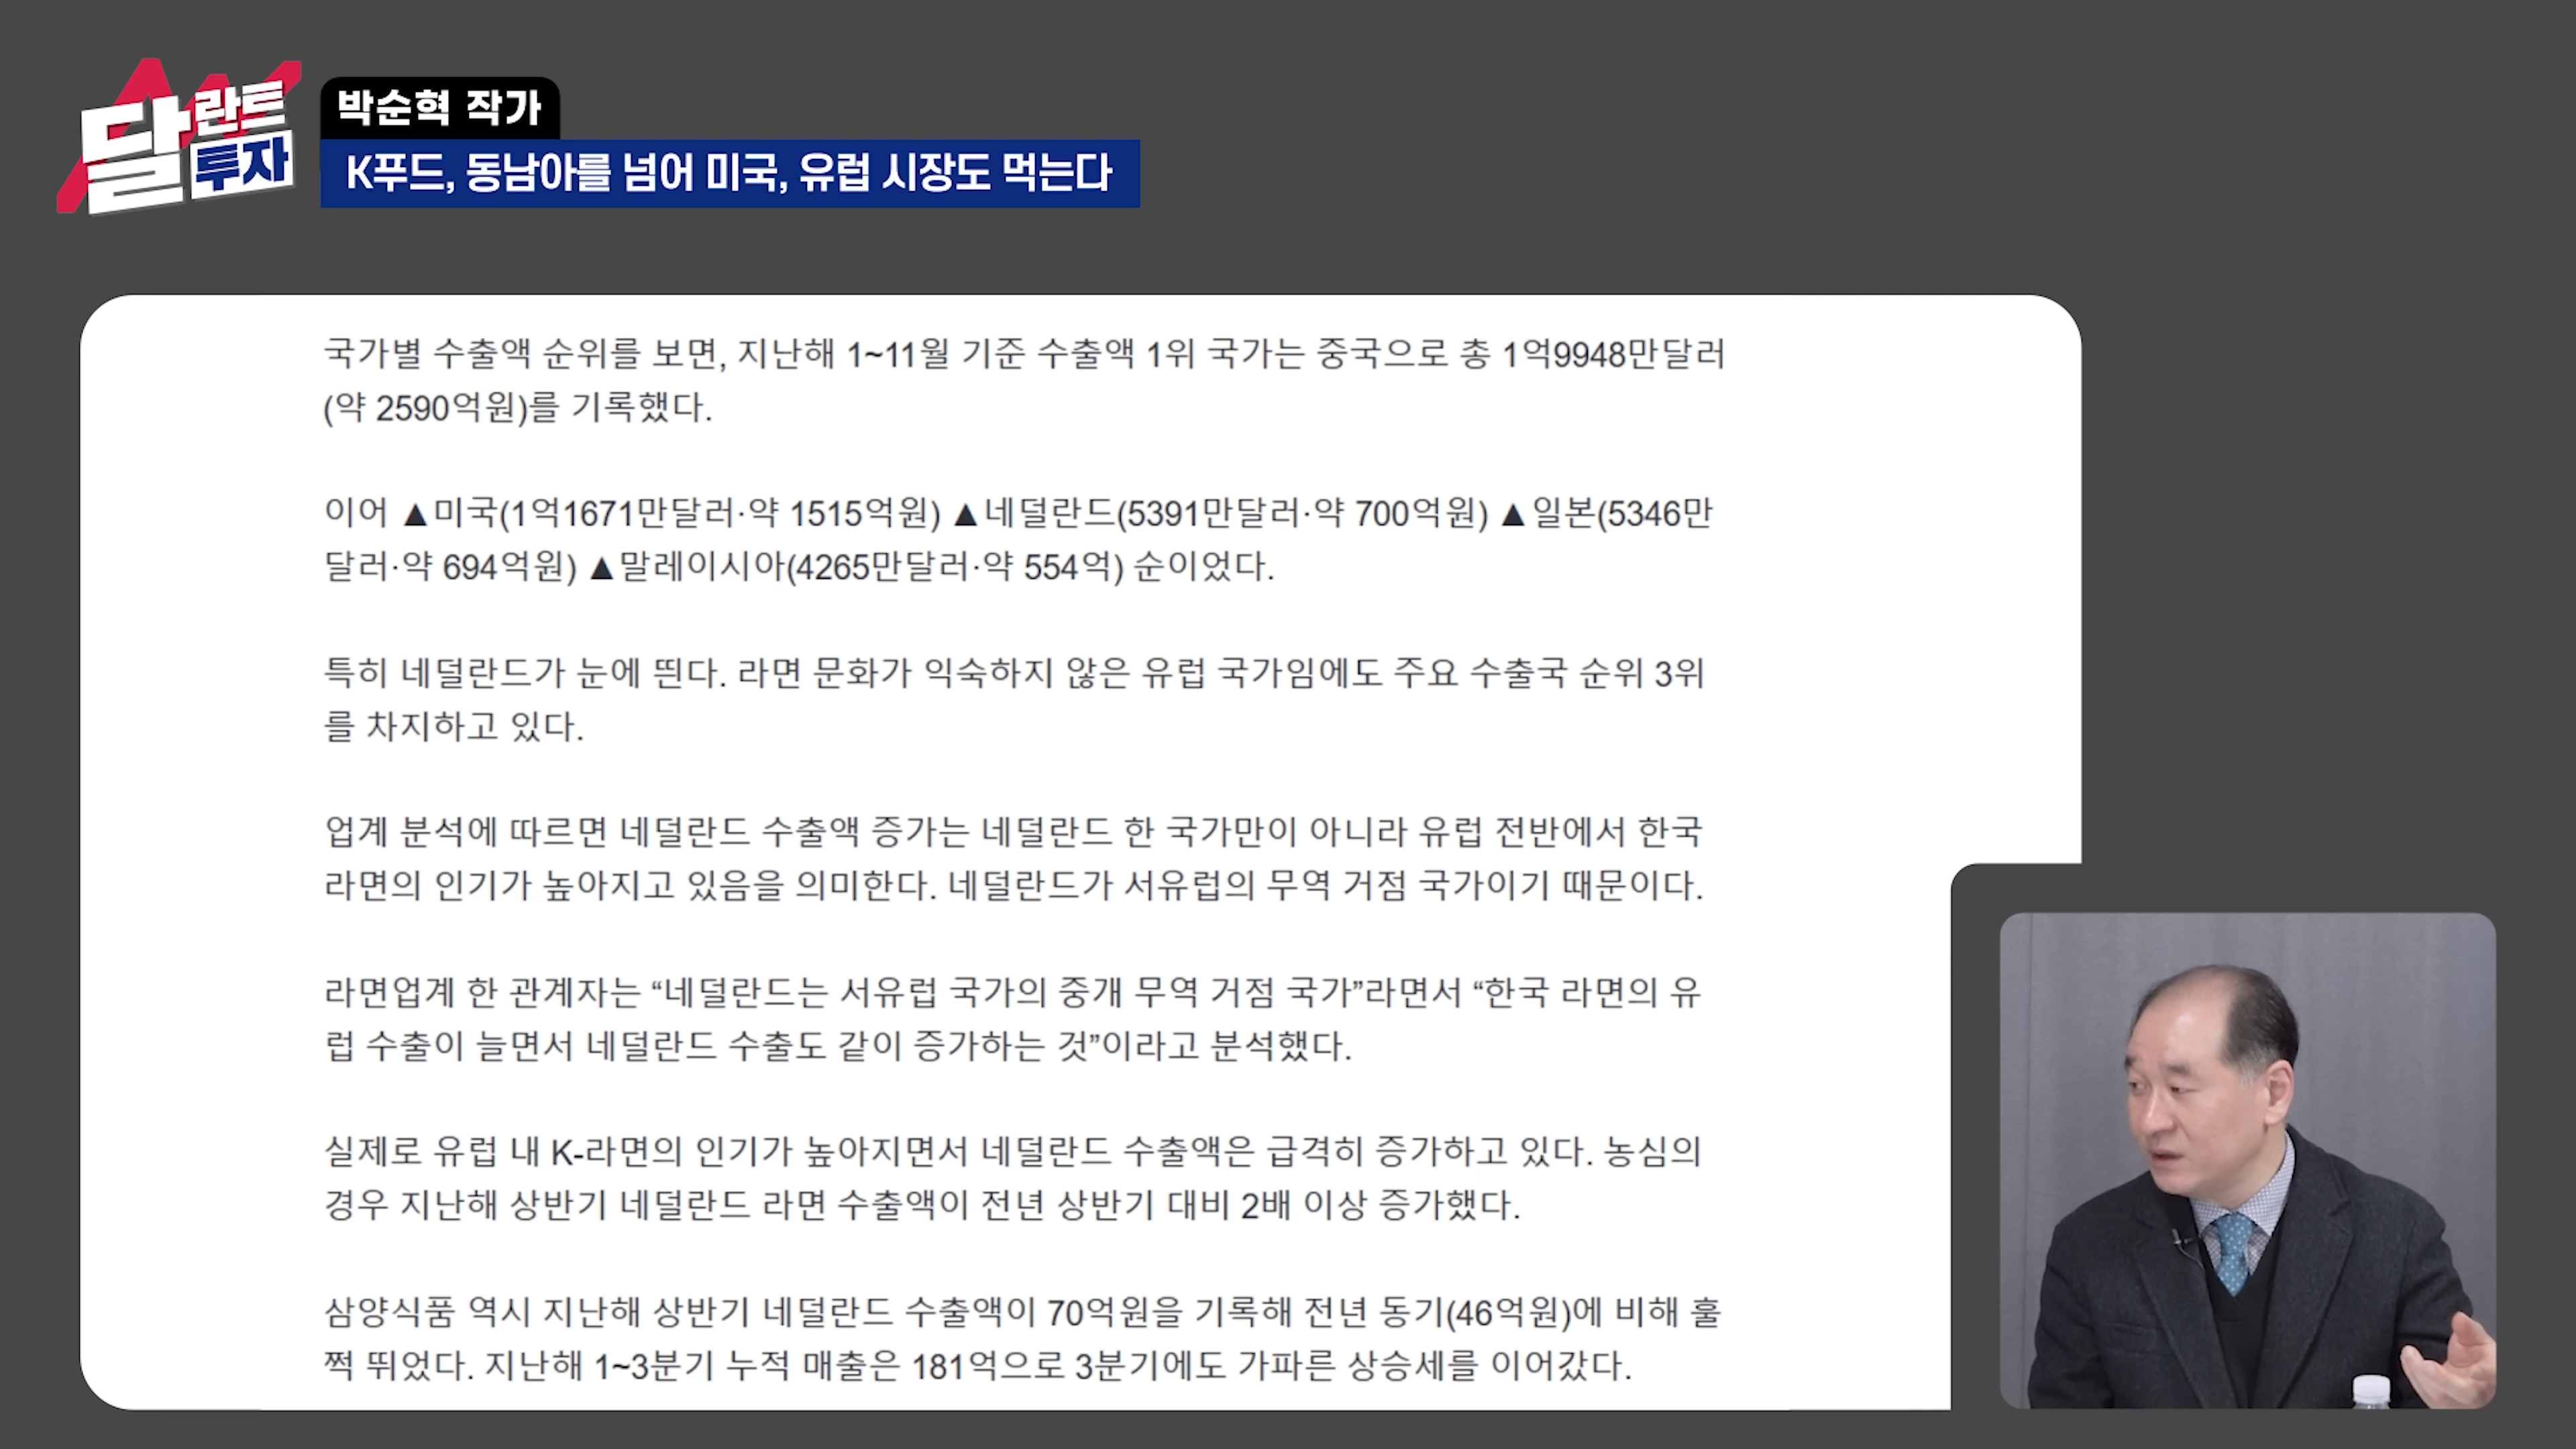 달란트투자
박순혁 작가
K푸드, 동남아를 넘어 미국, 유럽 시장도 먹는다
국가별 수출액 순위를 보면, 지난해 1~11월 기준 수출액 1위 국가는 중국으로 총 1억9948만달러
(약 2590억원)를 기록했다.
이어 ▲미국(1억1671만달러·약 1515억원) ▲네덜란드(5391만달러·약 700억원) ▲일본(5346만
달러·약 694억원) ▲말레이시아(4265만달러·약 554억) 순이었다.
특히 네덜란드가 눈에 띈다. 라면 문화가 익숙하지 않은 유럽 국가임에도 주요 수출국 순위 3위
를 차지하고 있다.
업계 분석에 따르면 네덜란드 수출액 증가는 네덜란드 한 국가만이 아니라 유럽 전반에서 한국
라면의 인기가 높아지고 있음을 의미한다. 네덜란드가 서유럽의 무역 거점 국가이기 때문이다.
라면업계 한 관계자는 “네덜란드는 서유럽 국가의 중개 무역 거점 국가”라면서 “한국 라면의 유
럽 수출이 늘면서 네덜란드 수출도 같이 증가하는 것”이라고 분석했다.
실제로 유럽 내 K-라면의 인기가 높아지면서 네덜란드 수출액은 급격히 증가하고 있다. 농심의
경우 지난해 상반기 네덜란드 라면 수출액이 전년 상반기 대비 2배 이상 증가했다.
삼양식품 역시 지난해 상반기 네덜란드 수출액이 70억원을 기록해 전년 동기(46억원)에 비해 훌
쩍 뛰었다. 지난해 1~3분기 누적 매출은 181억으로 3분기에도 가파른 상승세를 이어갔다.